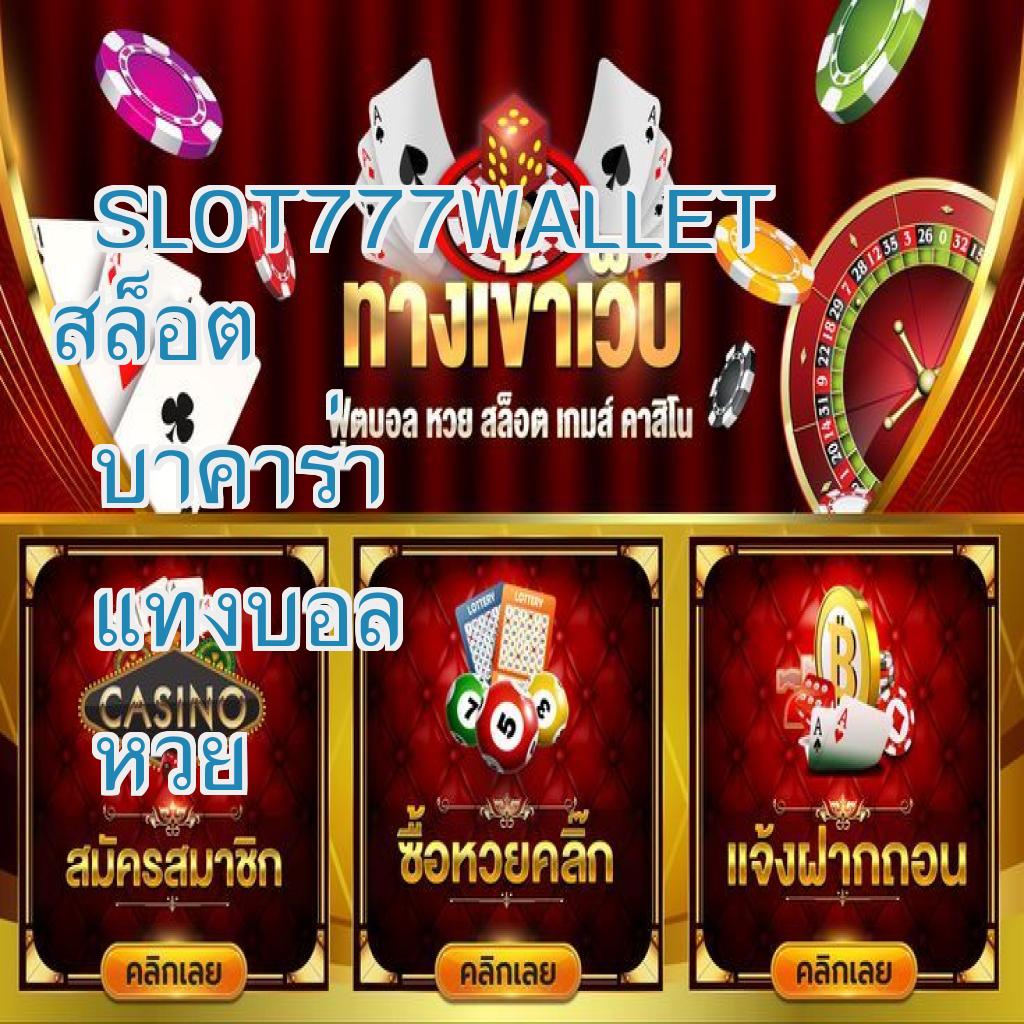 SLOT777WALLET
สล็อต
ทางเข้าเว็บ
ฟุตบอล หวย สล็อต เกมส์ คาสิโน
บาคาร่า
แทงบอล
หวย
CASINO
สมัครสมาชิก
คลิกเลย
LOTTERY
LOTTERY
7 5 3
ซื้อหวยคลิ๊ก
คลิกเลย
แจ้งฝากถอน
คลิกเลย